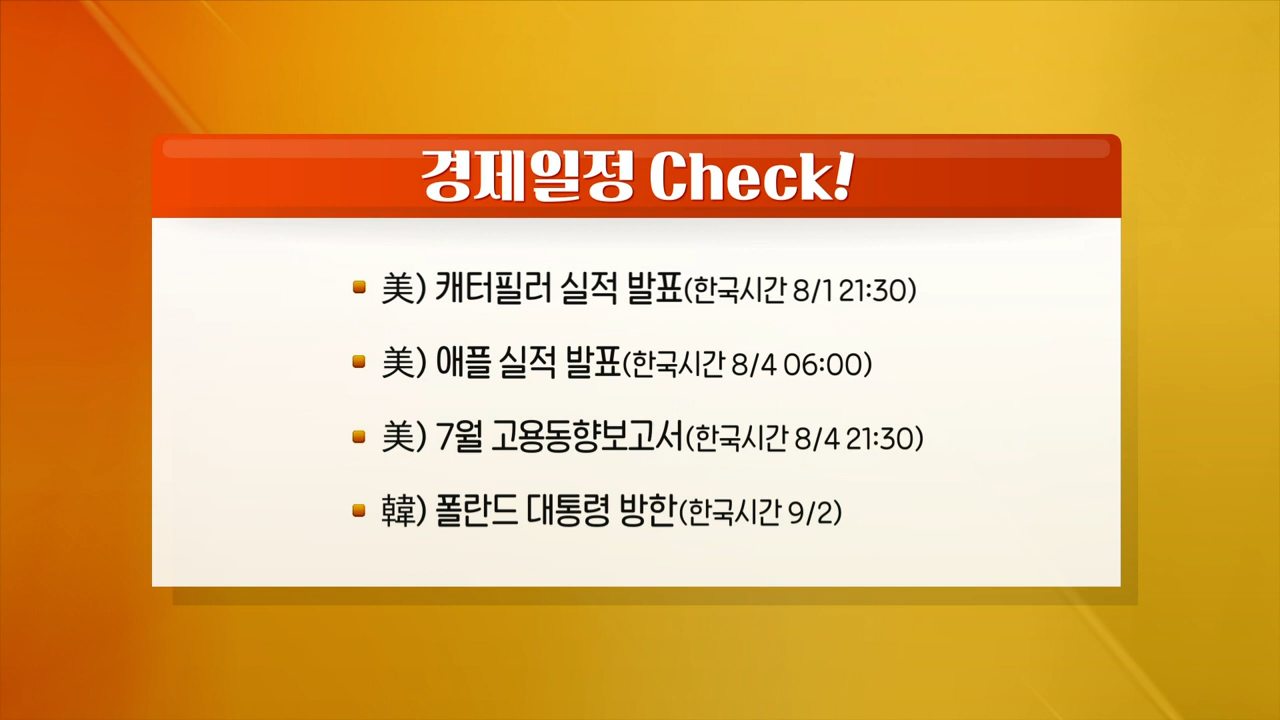 경제일정 Check!
美) 캐터필러 실적 발표(한국시간 8/1 21:30)
美) 애플 실적 발표(한국시간 8/4 06:00)
美) 7월 고용동향보고서(한국시간 8/4 21:30)
韓) 폴란드 대통령 방한(한국시간 9/2)